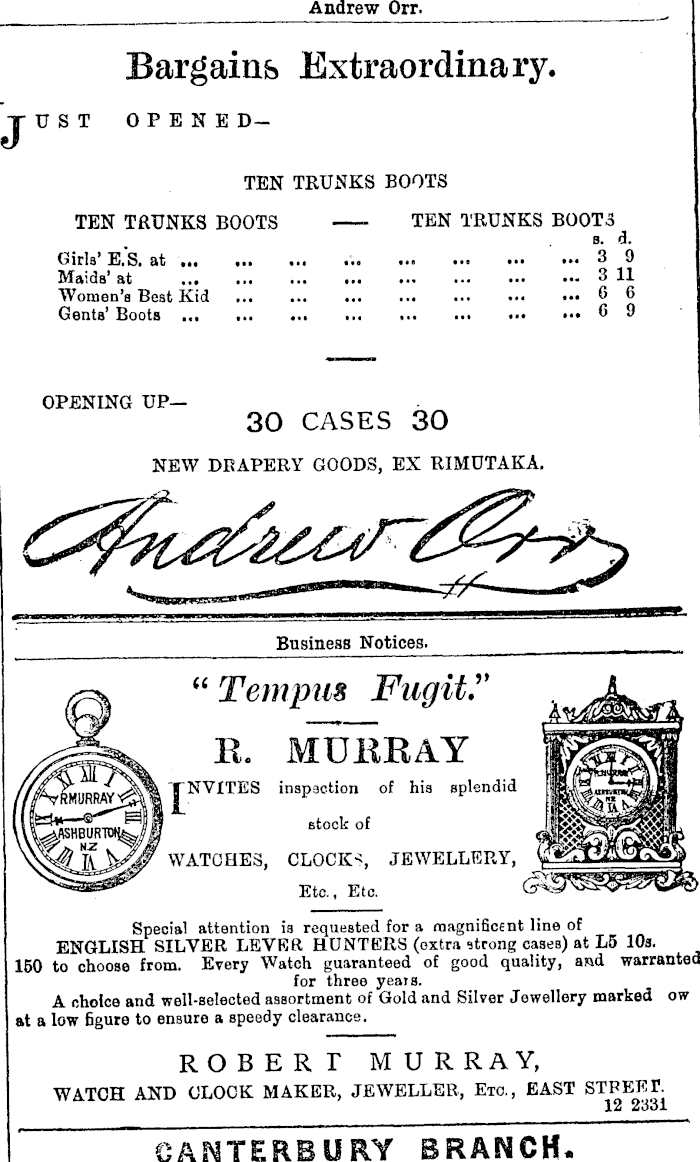 Andrew Orr.
Bargains Extraordinary.
JUST OPENED—
TEN TRUNKS BOOTS
TEN TRUNKS BOOTS — TEN TRUNKS BOOTS
s. d.
Girls' E.S. at ... ... ... ... ... ... ... ... 3 9
Maids' at ... ... ... ... ... ... ... ... 3 11
Women's Best Kid ... ... ... ... ... ... ... 6 6
Gents' Boots ... ... ... ... ... ... ... ... 6 9
OPENING UP—
30 CASES 30
NEW DRAPERY GOODS, EX RIMUTAKA.
Andrew Orr
Business Notices.
"Tempus Fugit."
R. MURRAY
INVITES inspection of his splendid
stock of
WATCHES, CLOCKS, JEWELLERY,
Etc., Etc.
R. MURRAY
ASHBURTON
N.Z
Special attention is requested for a magnificent line of
ENGLISH SILVER LEVER HUNTERS (extra strong cases) at L5 10s.
150 to choose from. Every Watch guaranteed of good quality, and warranted
for three years.
A choice and well-selected assortment of Gold and Silver Jewellery marked ow
at a low figure to ensure a speedy clearance.
ROBERT MURRAY,
WATCH AND CLOCK MAKER, JEWELLER, ETC., EAST STREET.
12 2331
CANTERBURY BRANCH.